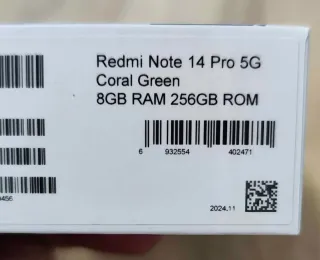 Redmi Note 14 Pro 5G
Coral Green
8GB RAM 256GB ROM
6 932554 402471
2024.11